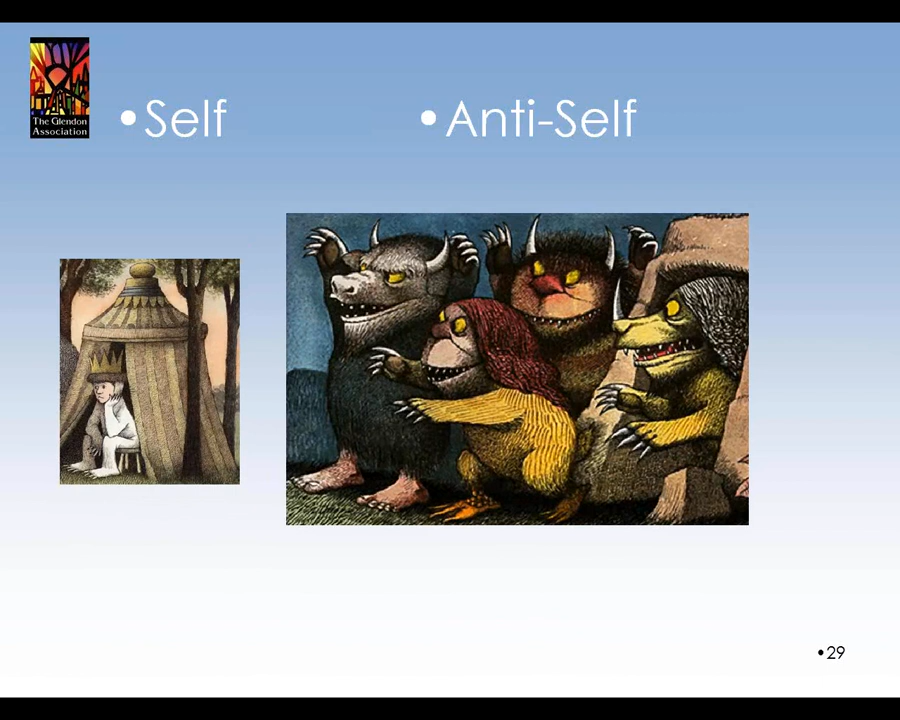 The Glendon
Association
•Self
•Anti-Self
•29